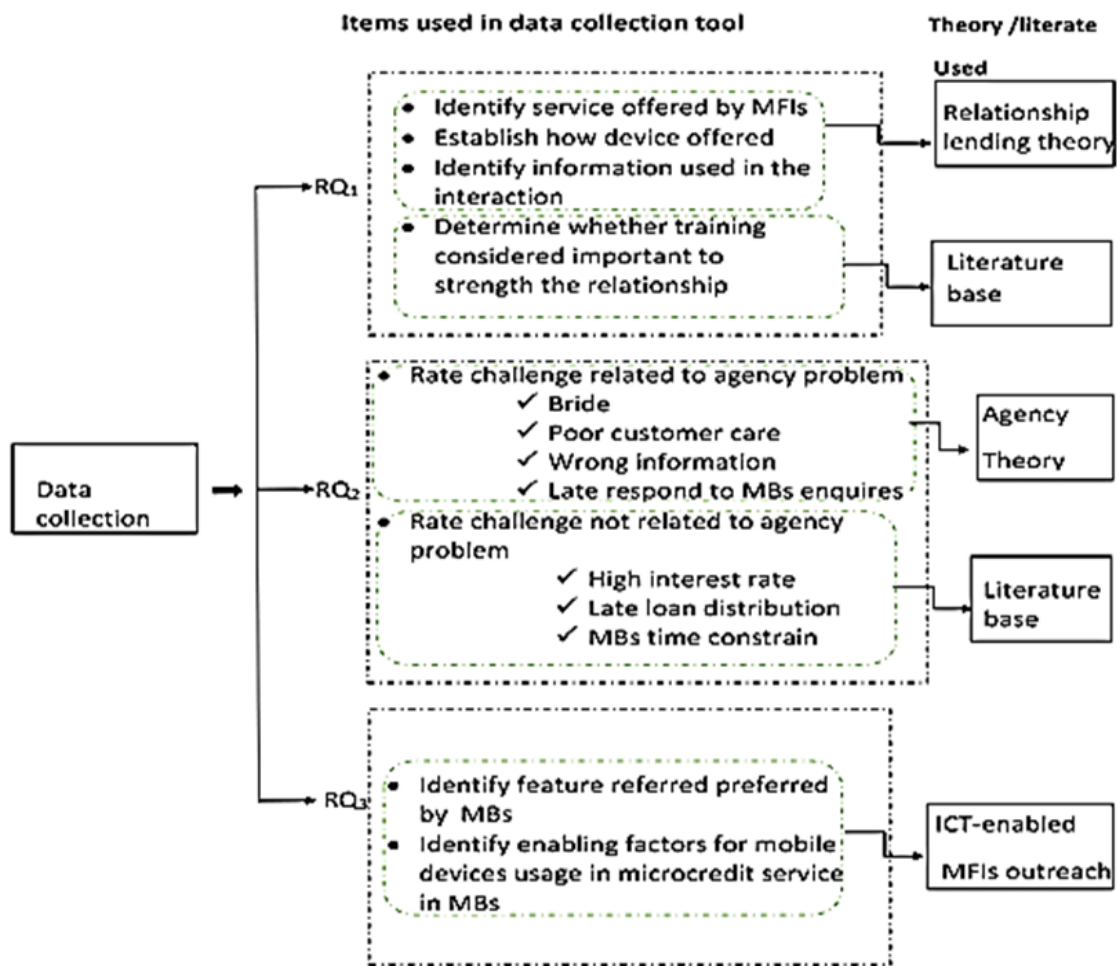 Items used in data collection tool
Theory /literate
Used
Data
collection
RQ1
• Identify service offered by MFIs
• Establish how device offered
• Identify information used in the
interaction
Relationship
lending theory
• Determine whether training
considered important to
strength the relationship
Literature
base
RQ2
• Rate challenge related to agency problem
✓ Bride
✓ Poor customer care
✓ Wrong information
✓ Late respond to MBs enquires
Agency
Theory
• Rate challenge not related to agency
problem
✓ High interest rate
✓ Late loan distribution
✓ MBs time constrain
Literature
base
RQ3
• Identify feature referred preferred
by MBs
• Identify enabling factors for mobile
devices usage in microcredit service
in MBs
ICT-enabled
MFIs outreach